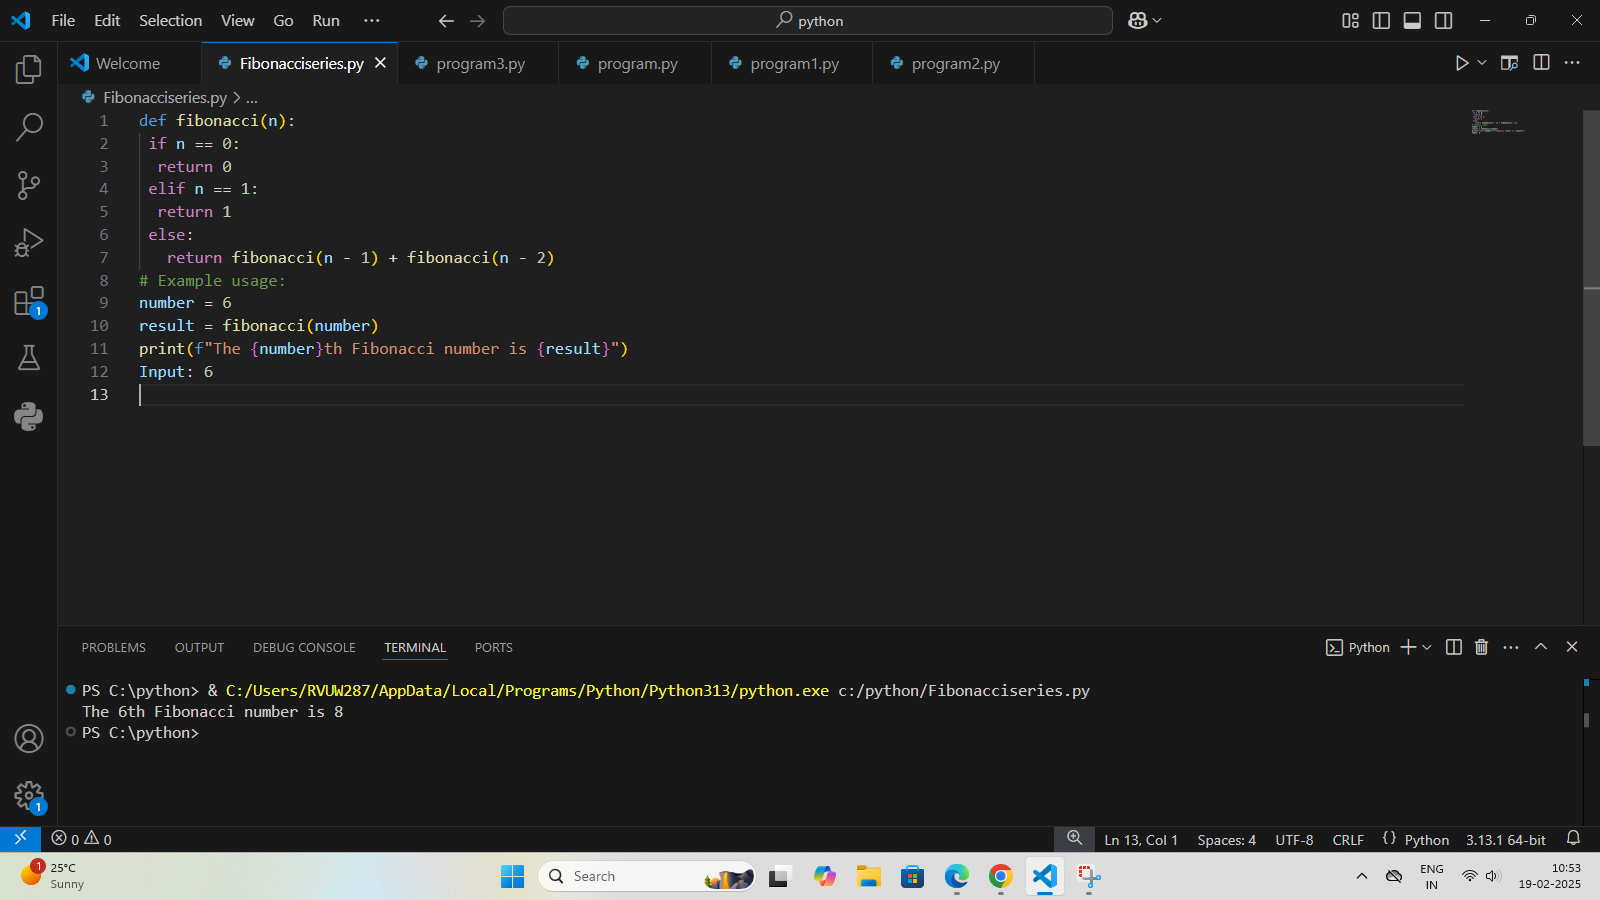 File Edit Selection View Go Run ···
python
Welcome Fibonacciseries.py program3.py program.py program1.py program2.py
Fibonacciseries.py > ...
1 def fibonacci(n):
2 if n == 0:
3 return 0
4 elif n == 1:
5 return 1
6 else:
7 return fibonacci(n - 1) + fibonacci(n - 2)
8 # Example usage:
9 number = 6
10 result = fibonacci(number)
11 print(f"The {number}th Fibonacci number is {result}")
12 Input: 6
13
1
1
PROBLEMS OUTPUT DEBUG CONSOLE TERMINAL PORTS
Python
PS C:\python> & C:/Users/RVUW287/AppData/Local/Programs/Python/Python313/python.exe c:/python/Fibonacciseries.py
The 6th Fibonacci number is 8
PS C:\python>
0 0
Ln 13, Col 1 Spaces: 4 UTF-8 CRLF {} Python 3.13.1 64-bit
1
25°C
Sunny
Search
ENG
IN
10:53
19-02-2025